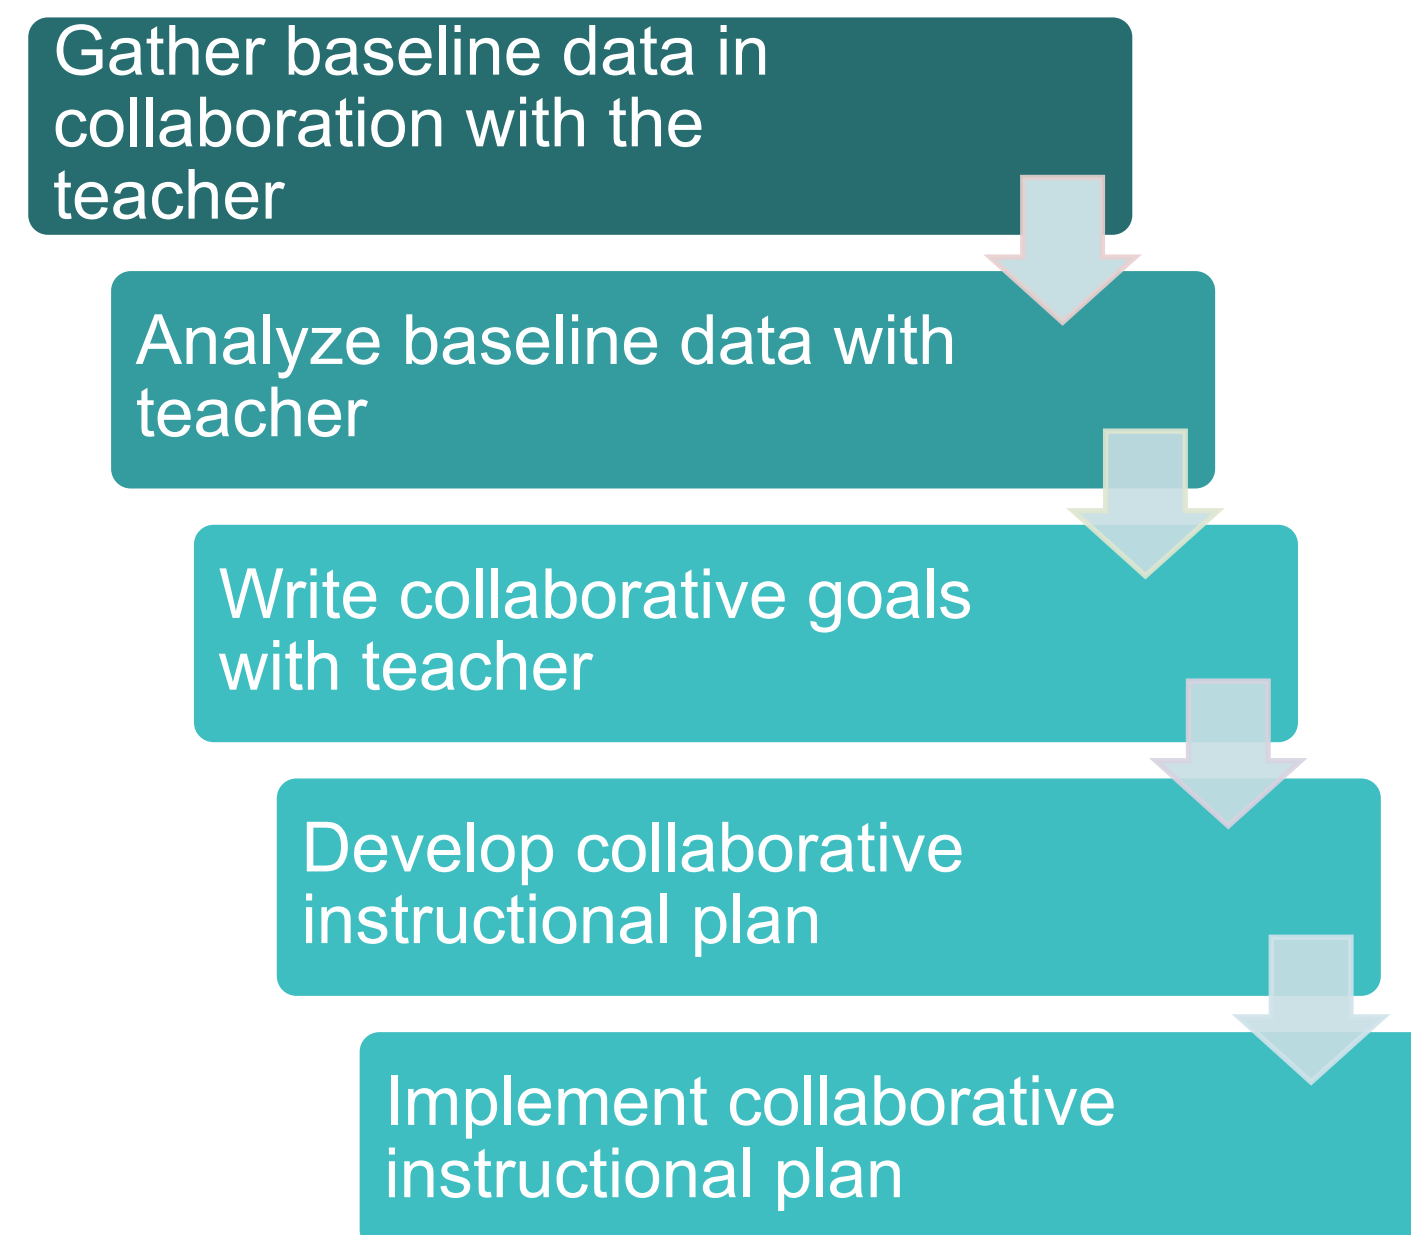 Gather baseline data in
collaboration with the
teacher
Analyze baseline data with
teacher
Write collaborative goals
with teacher
Develop collaborative
instructional plan
Implement collaborative
instructional plan